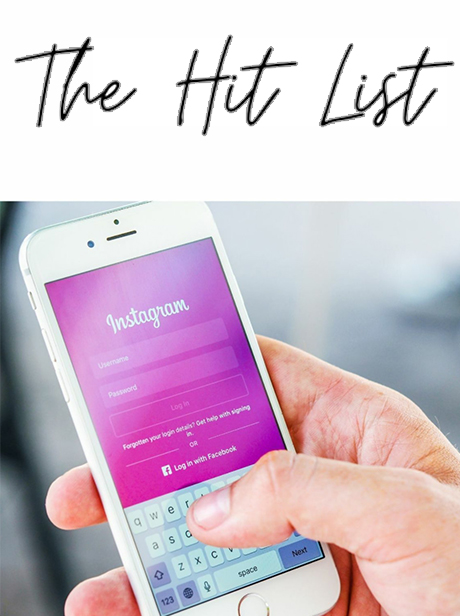 The Hit List
Instagram
Username
Password
Log In
Forgotten your login details? Get help with signing
in.
OR
Log in with Facebook
q w e r
a s d
z x c
123 space Next